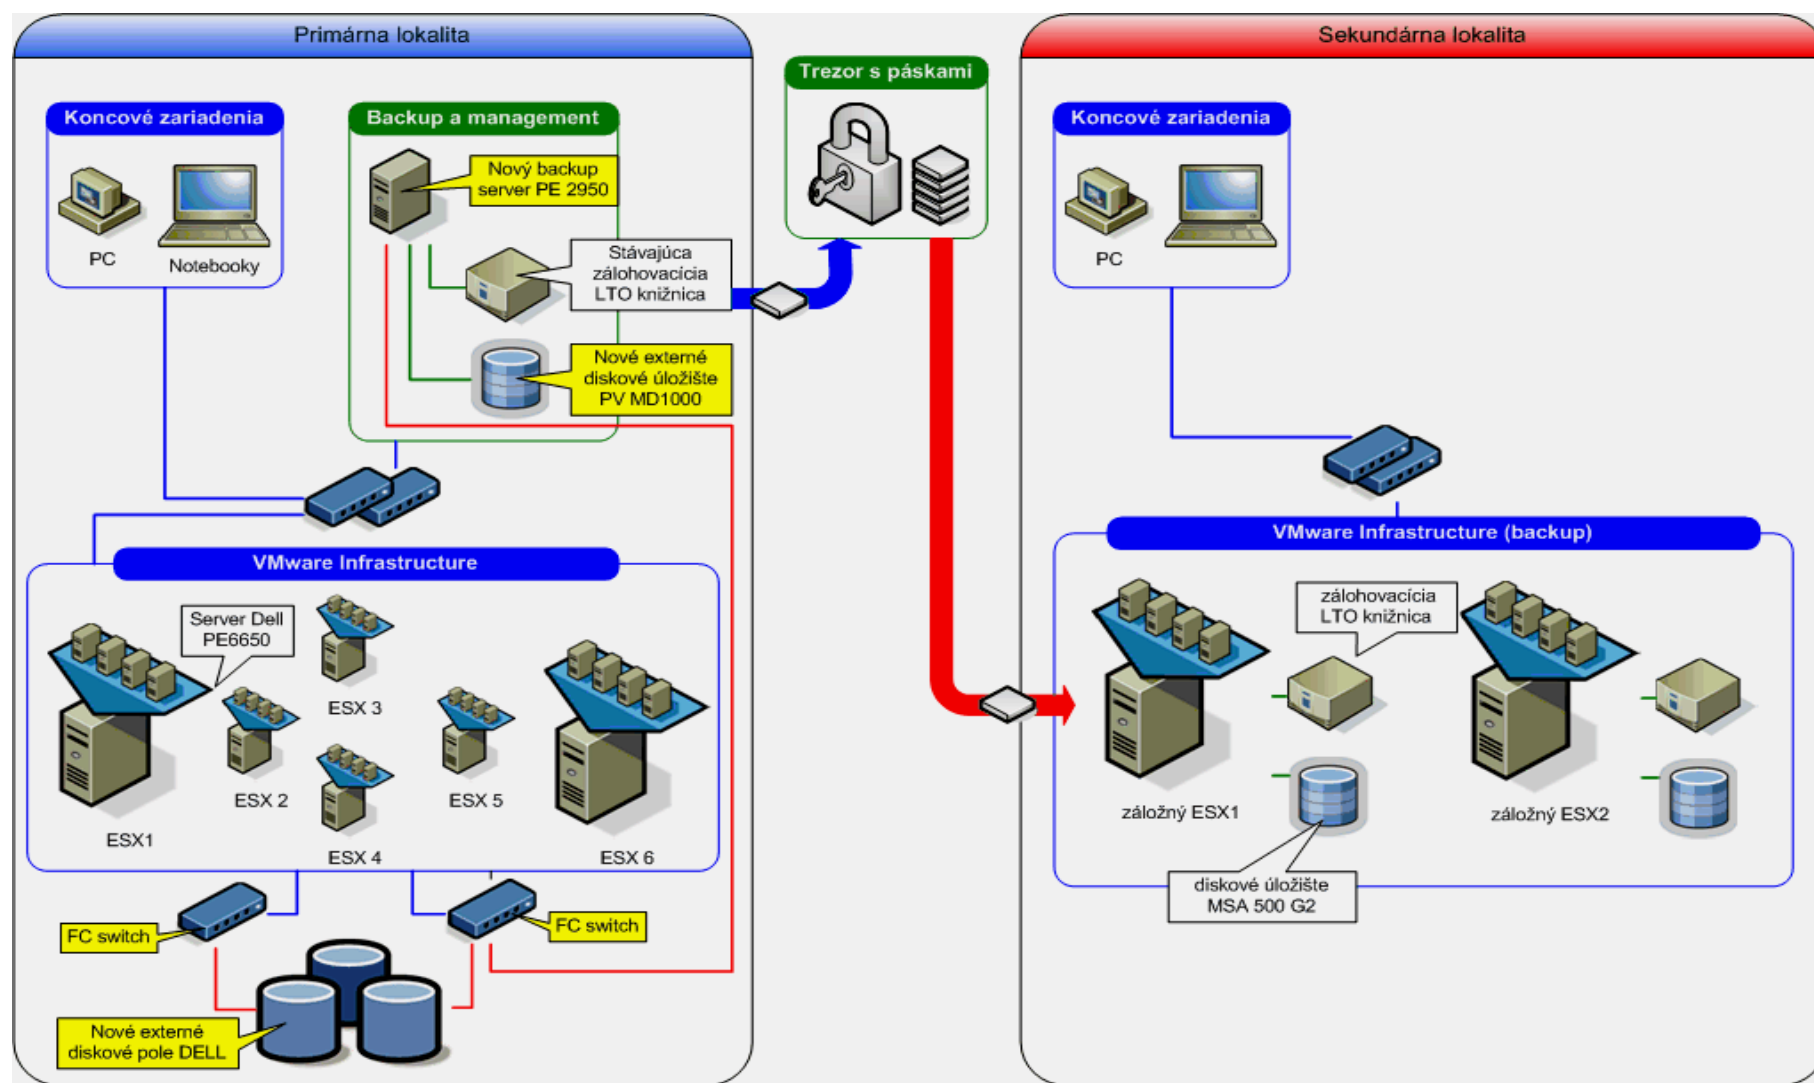 Primárna lokalita
Koncové zariadenia
PC
Notebooky
Backup a management
Nový backup
server PE 2950
Stávajúca
zálohovacícia
LTO knižnica
Nové externé
diskové úložište
PV MD1000
VMware Infrastructure
Server Dell
PE6650
ESX1
ESX 2
ESX 3
ESX 4
ESX 5
ESX 6
FC switch
FC switch
Nové externé
diskové pole DELL
Trezor s páskami
Sekundárna lokalita
Koncové zariadenia
PC
VMware Infrastructure (backup)
zálohovacícia
LTO knižnica
záložný ESX1
záložný ESX2
diskové úložište
MSA 500 G2